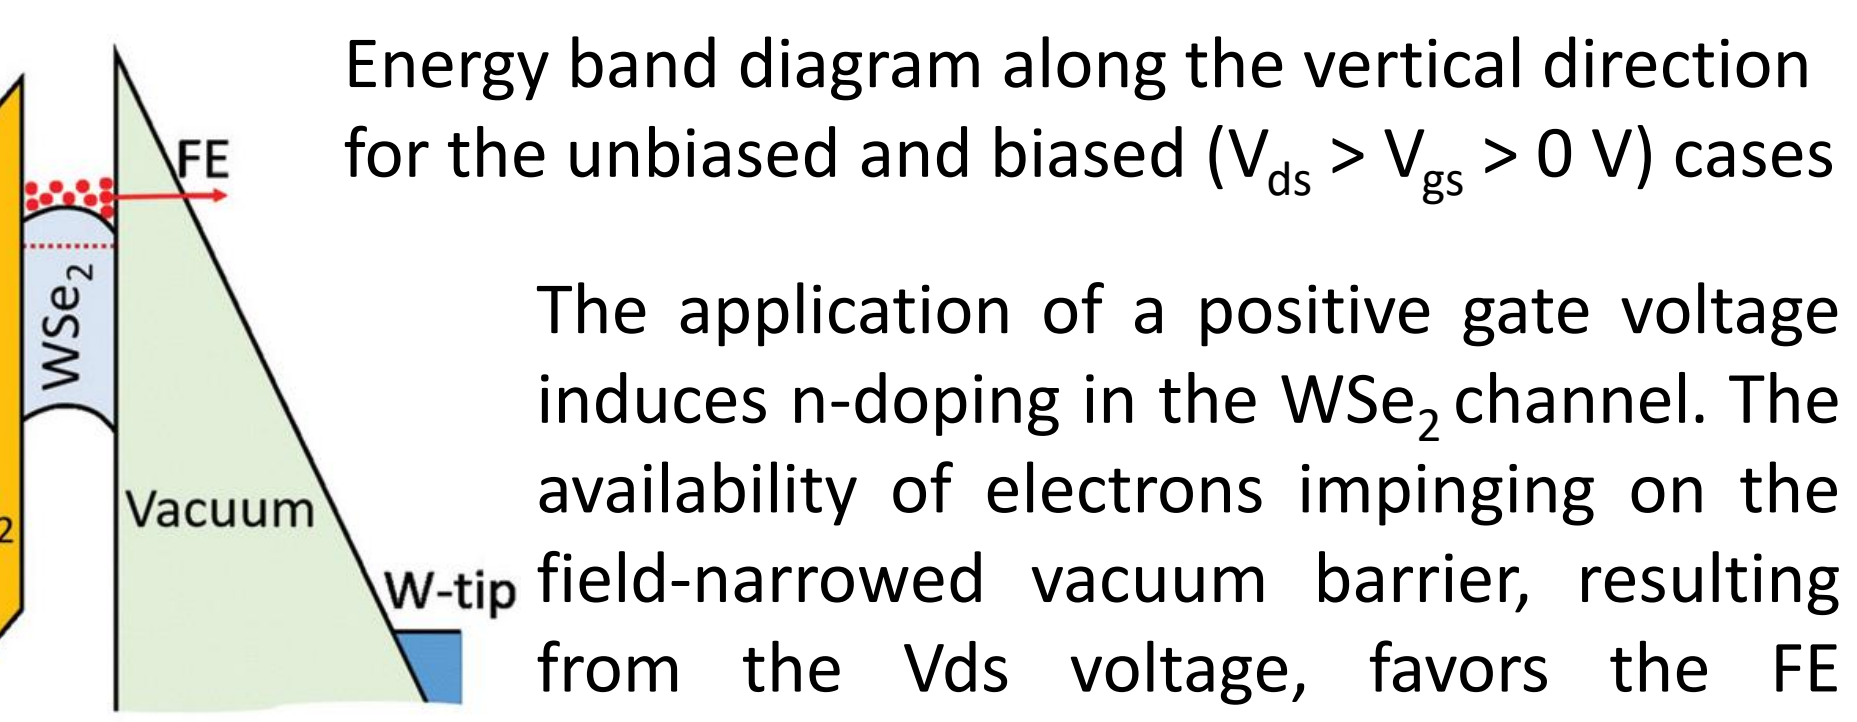 Energy band diagram along the vertical direction
for the unbiased and biased (Vds > Vgs > 0 V) cases
FE
WSe2
Vacuum
2
W-tip
The application of a positive gate voltage
induces n-doping in the WSe2 channel. The
availability of electrons impinging on the
field-narrowed vacuum barrier, resulting
from the Vds voltage, favors the FE